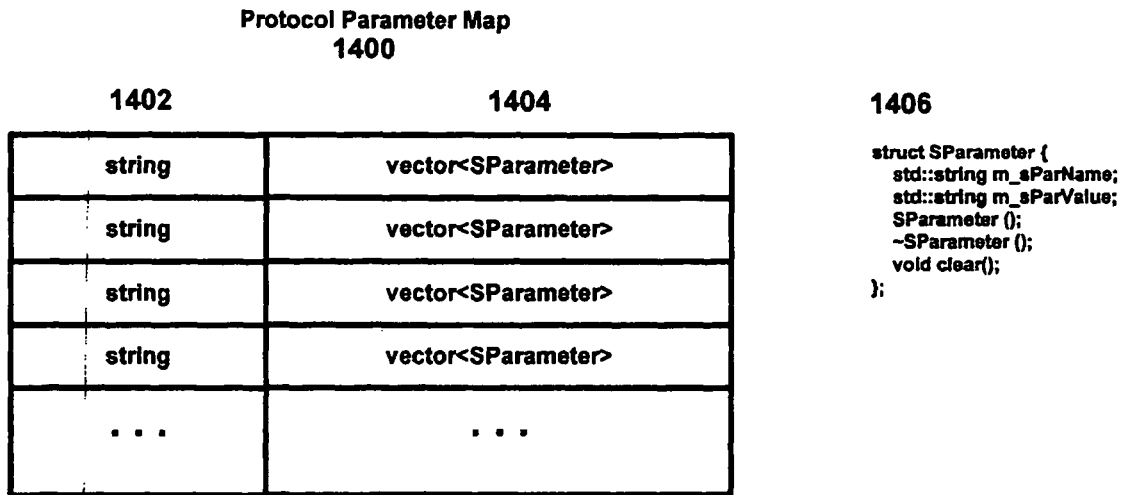 Protocol Parameter Map
1400
1402 1404
string vector<SParameter>
string vector<SParameter>
string vector<SParameter>
string vector<SParameter>
. . . . . .
1406
struct SParameter {
std::string m_sParName;
std::string m_sParValue;
SParameter ();
~SParameter ();
void clear();
};